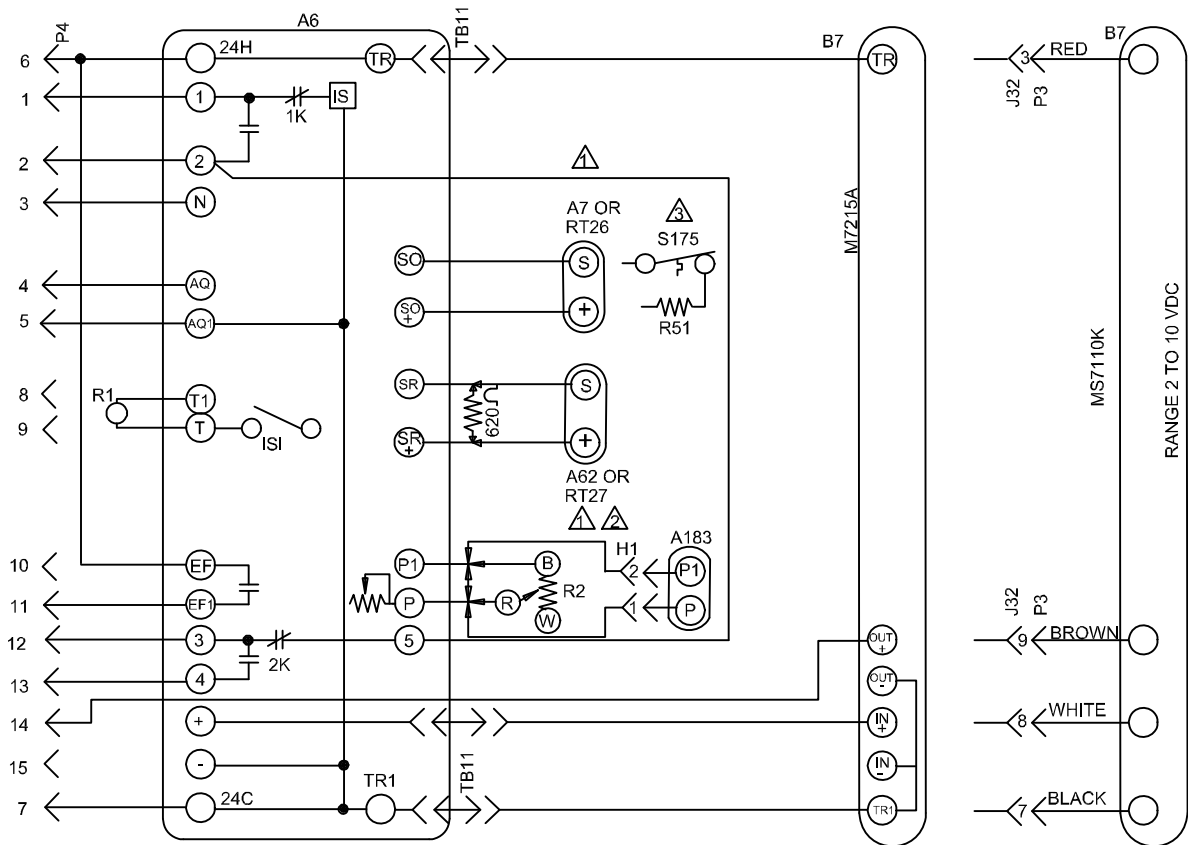 A6
P4
24H
TR
TB11
B7
TR
B7
6
3
RED
J32
P3
1
1
1K
IS
2
2
1
3
N
A7 OR
RT26
3
S175
M7215A
SO
S
4
AQ
SO
+
+
R51
5
AQ1
MS7110K
RANGE 2 TO 10 VDC
8
R1
T1
SR
S
620
9
T
ISI
SR
+
+
A62 OR
RT27
1
2
10
EF
P1
B
H1
A183
2
P1
11
EF1
P
R
R2
1
P
W
J32
P3
12
3
2K
5
OUT
+
9
BROWN
13
4
OUT
-
14
+
IN
+
8
WHITE
15
-
TR1
TB11
IN
-
7
24C
TR1
7
BLACK